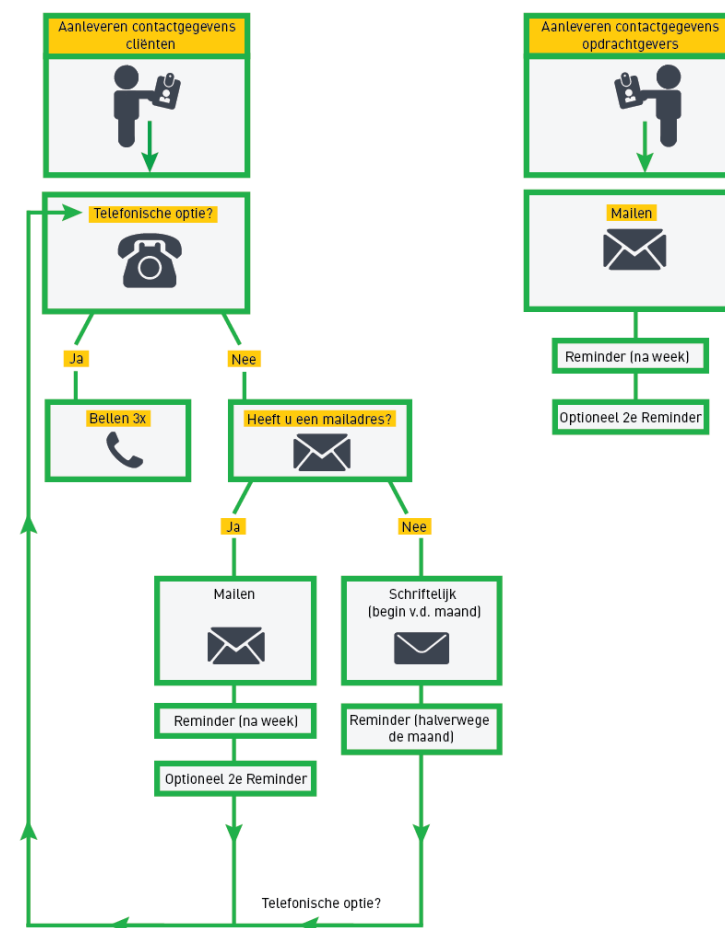 Aanleveren contactgegevens
cliënten
Aanleveren contactgegevens
opdrachtgevers
Telefonische optie?
Mailen
Ja
Nee
Reminder (na week)
Bellen 3x
Heeft u een mailadres?
Optioneel 2e Reminder
Ja
Nee
Mailen
Schriftelijk
(begin v.d. maand)
Reminder (na week)
Reminder (halverwege
de maand)
Optioneel 2e Reminder
Telefonische optie?